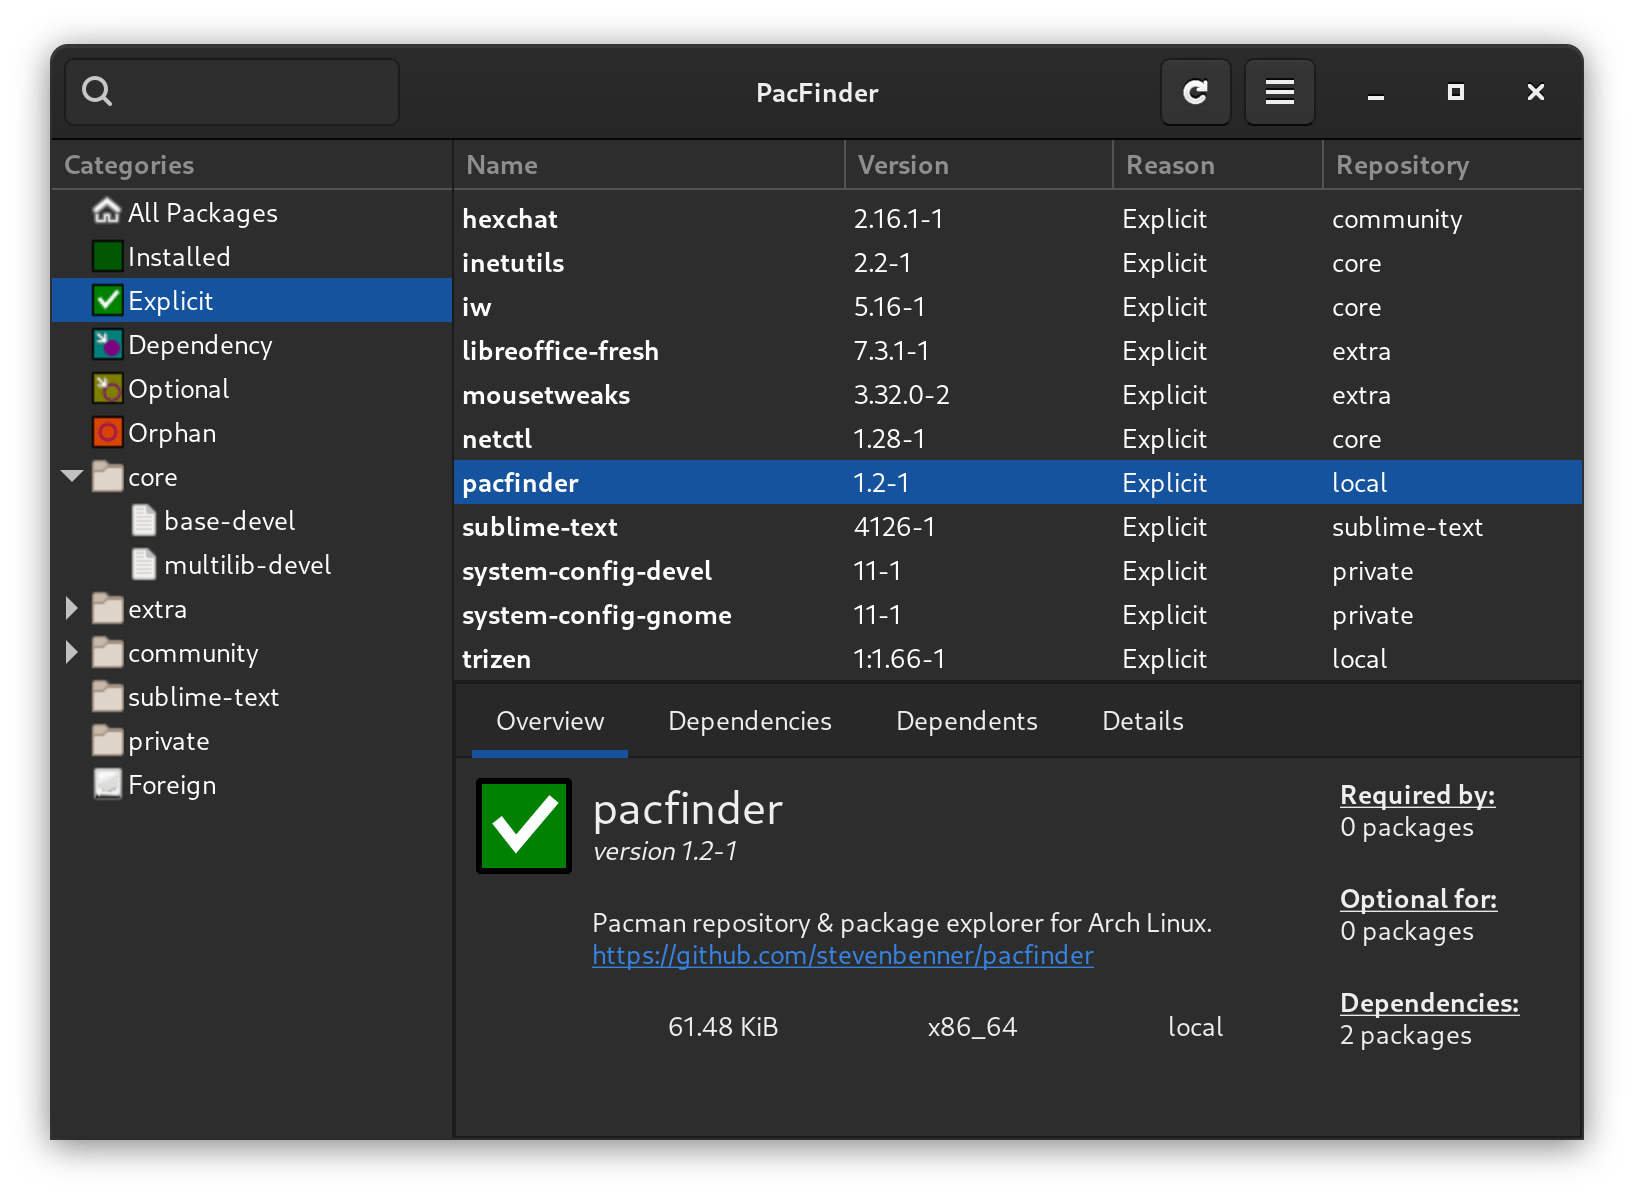 PacFinder
Categories
All Packages
Installed
Explicit
Dependency
Optional
Orphan
core
base-devel
multilib-devel
extra
community
sublime-text
private
Foreign
Name Version Reason Repository
hexchat 2.16.1-1 Explicit community
inetutils 2.2-1 Explicit core
iw 5.16-1 Explicit core
libreoffice-fresh 7.3.1-1 Explicit extra
mousetweaks 3.32.0-2 Explicit extra
netctl 1.28-1 Explicit core
pacfinder 1.2-1 Explicit local
sublime-text 4126-1 Explicit sublime-text
system-config-devel 11-1 Explicit private
system-config-gnome 11-1 Explicit private
trizen 1:1.66-1 Explicit local
Overview Dependencies Dependents Details
pacfinder
version 1.2-1
Pacman repository & package explorer for Arch Linux.
https://github.com/stevenbenner/pacfinder
61.48 KiB x86_64 local
Required by:
0 packages
Optional for:
0 packages
Dependencies:
2 packages